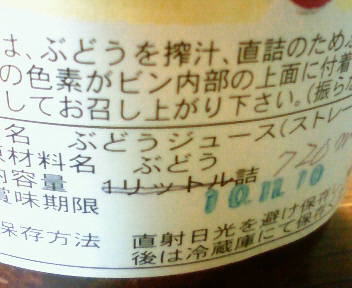 は、ぶどうを搾汁、直詰のためぶ
の色素がビン内部の上面に付着
してお召し上がり下さい。(振らな
名 ぶどうジュース(ストレー
材料名 ぶどう
内容量 1リットル詰 720
賞味期限 10.12.10
保存方法 直射日光を避け保存
後は冷蔵庫にて保存